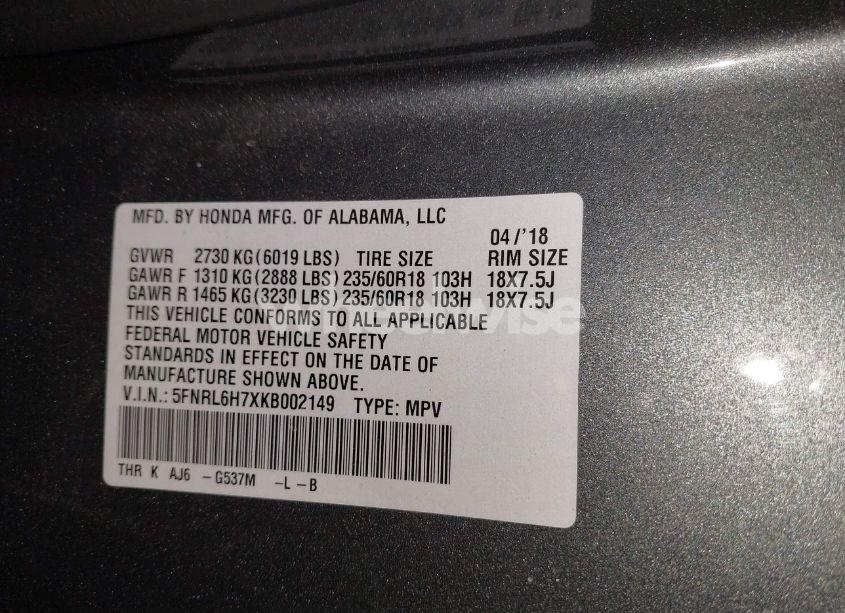 MFD. BY HONDA MFG. OF ALABAMA, LLC
04/'18
GVWR 2730 KG(6019 LBS) TIRE SIZE RIM SIZE
GAWR F 1310 KG(2888 LBS) 235/60R18 103H 18X7.5J
GAWR R 1465 KG(3230 LBS) 235/60R18 103H 18X7.5J
THIS VEHICLE CONFORMS TO ALL APPLICABLE
FEDERAL MOTOR VEHICLE SAFETY
STANDARDS IN EFFECT ON THE DATE OF
MANUFACTURE SHOWN ABOVE.
V.I.N.: 5FNRL6H7XKB002149 TYPE: MPV
THR K AJ6 -G537M -L-B